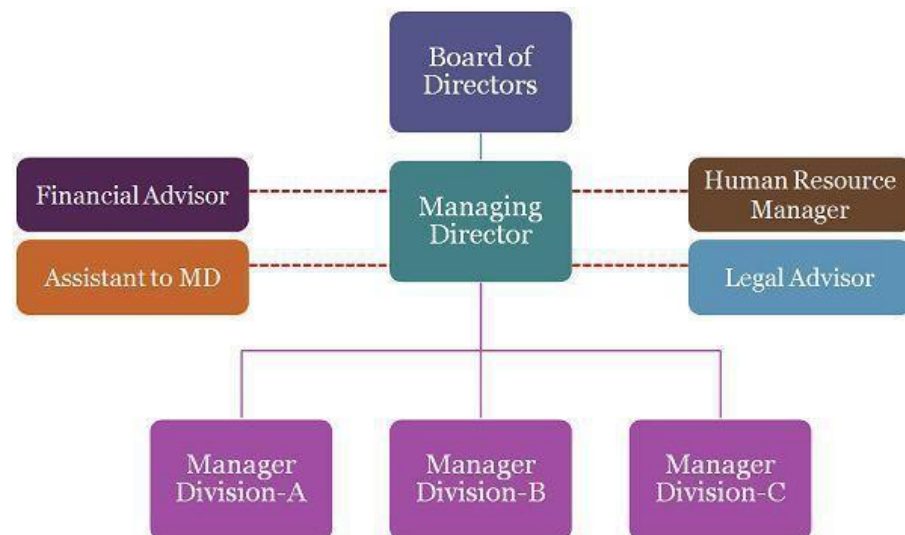 Board of
Directors
Financial Advisor
Managing
Director
Human Resource
Manager
Assistant to MD
Legal Advisor
Manager
Division-A
Manager
Division-B
Manager
Division-C